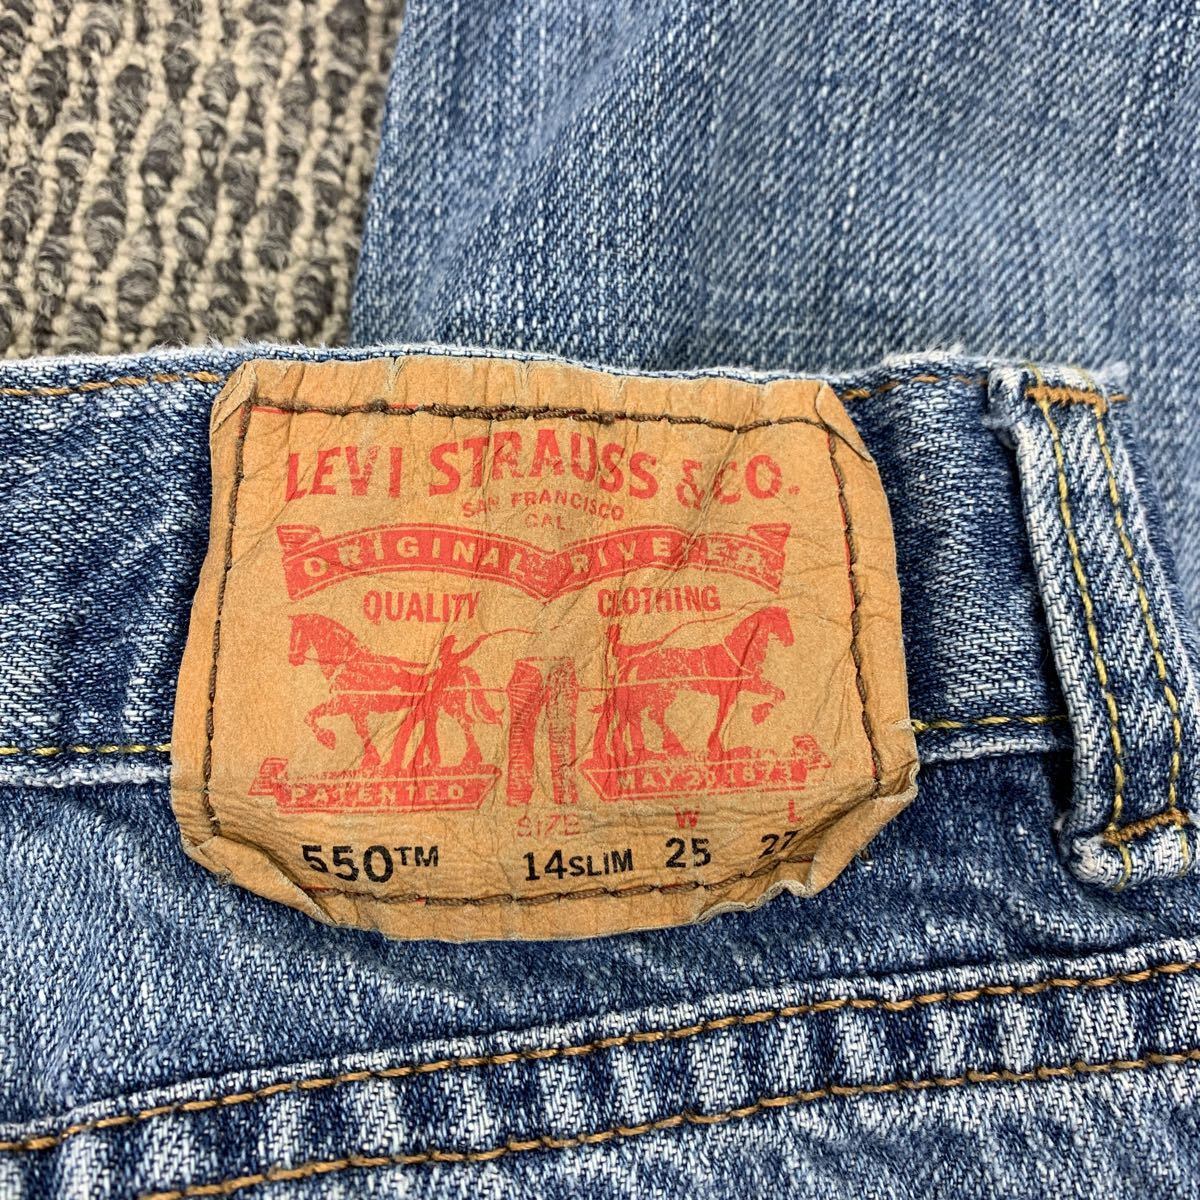 LEVI STRAUSS & CO.
SAN FRANCISCO
CAL
ORIGINAL RIVETED
QUALITY CLOTHING
PATENTED MAY 20 1873
SIZE W L
550™ 14SLIM 25 27